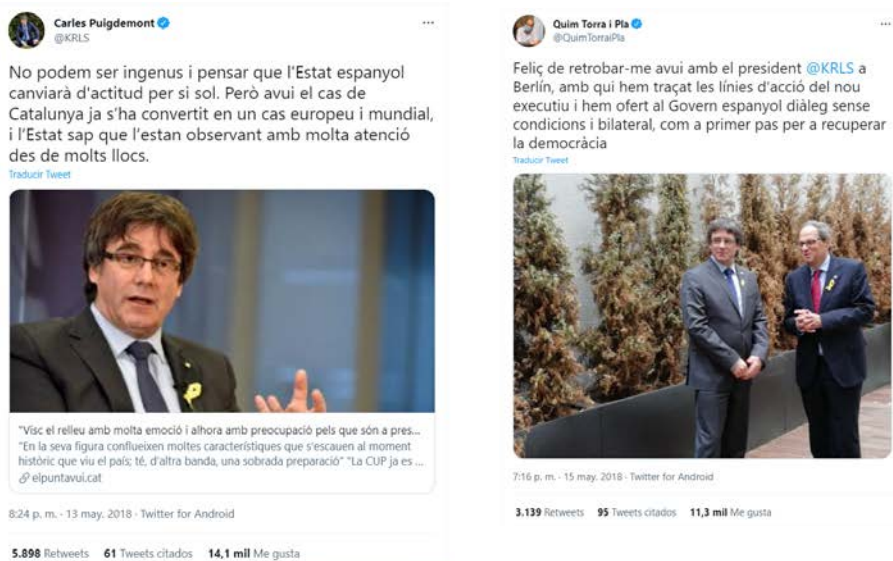 Carles Puigdemont
@KRLS
No podem ser ingenus i pensar que l'Estat espanyol
canviarà d'actitud per si sol. Però avui el cas de
Catalunya ja s'ha convertit en un cas europeu i mundial,
i l'Estat sap que l'estan observant amb molta atenció
des de molts llocs.
Traducir Tweet
"Visc el relleu amb molta emoció i alhora amb preocupació pels que són a pres...
"En la seva figura conflueixen moltes característiques que s'escauen al moment
històric que viu el país; té, d'altra banda, una sobrada preparació" "La CUP ja es ...
elpuntavui.cat
8:24 p. m. · 13 may. 2018 · Twitter for Android
5.898 Retweets 61 Tweets citados 14,1 mil Me gusta
Quim Torra i Pla
@QuimTorraiPla
Feliç de retrobar-me avui amb el president @KRLS a
Berlín, amb qui hem traçat les línies d'acció del nou
executiu i hem ofert al Govern espanyol diàleg sense
condicions i bilateral, com a primer pas per a recuperar
la democràcia
Traducir Tweet
7:16 p. m. · 15 may. 2018 · Twitter for Android
3.139 Retweets 95 Tweets citados 11,3 mil Me gusta